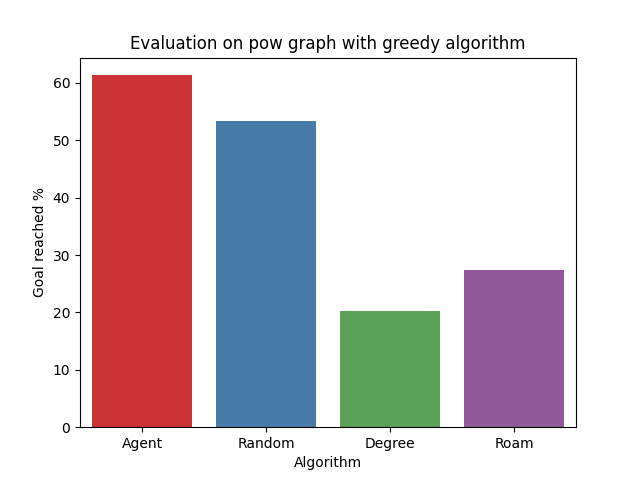 Evaluation on pow graph with greedy algorithm
Goal reached %
60
50
40
30
20
10
0
Agent Random Degree Roam
Algorithm